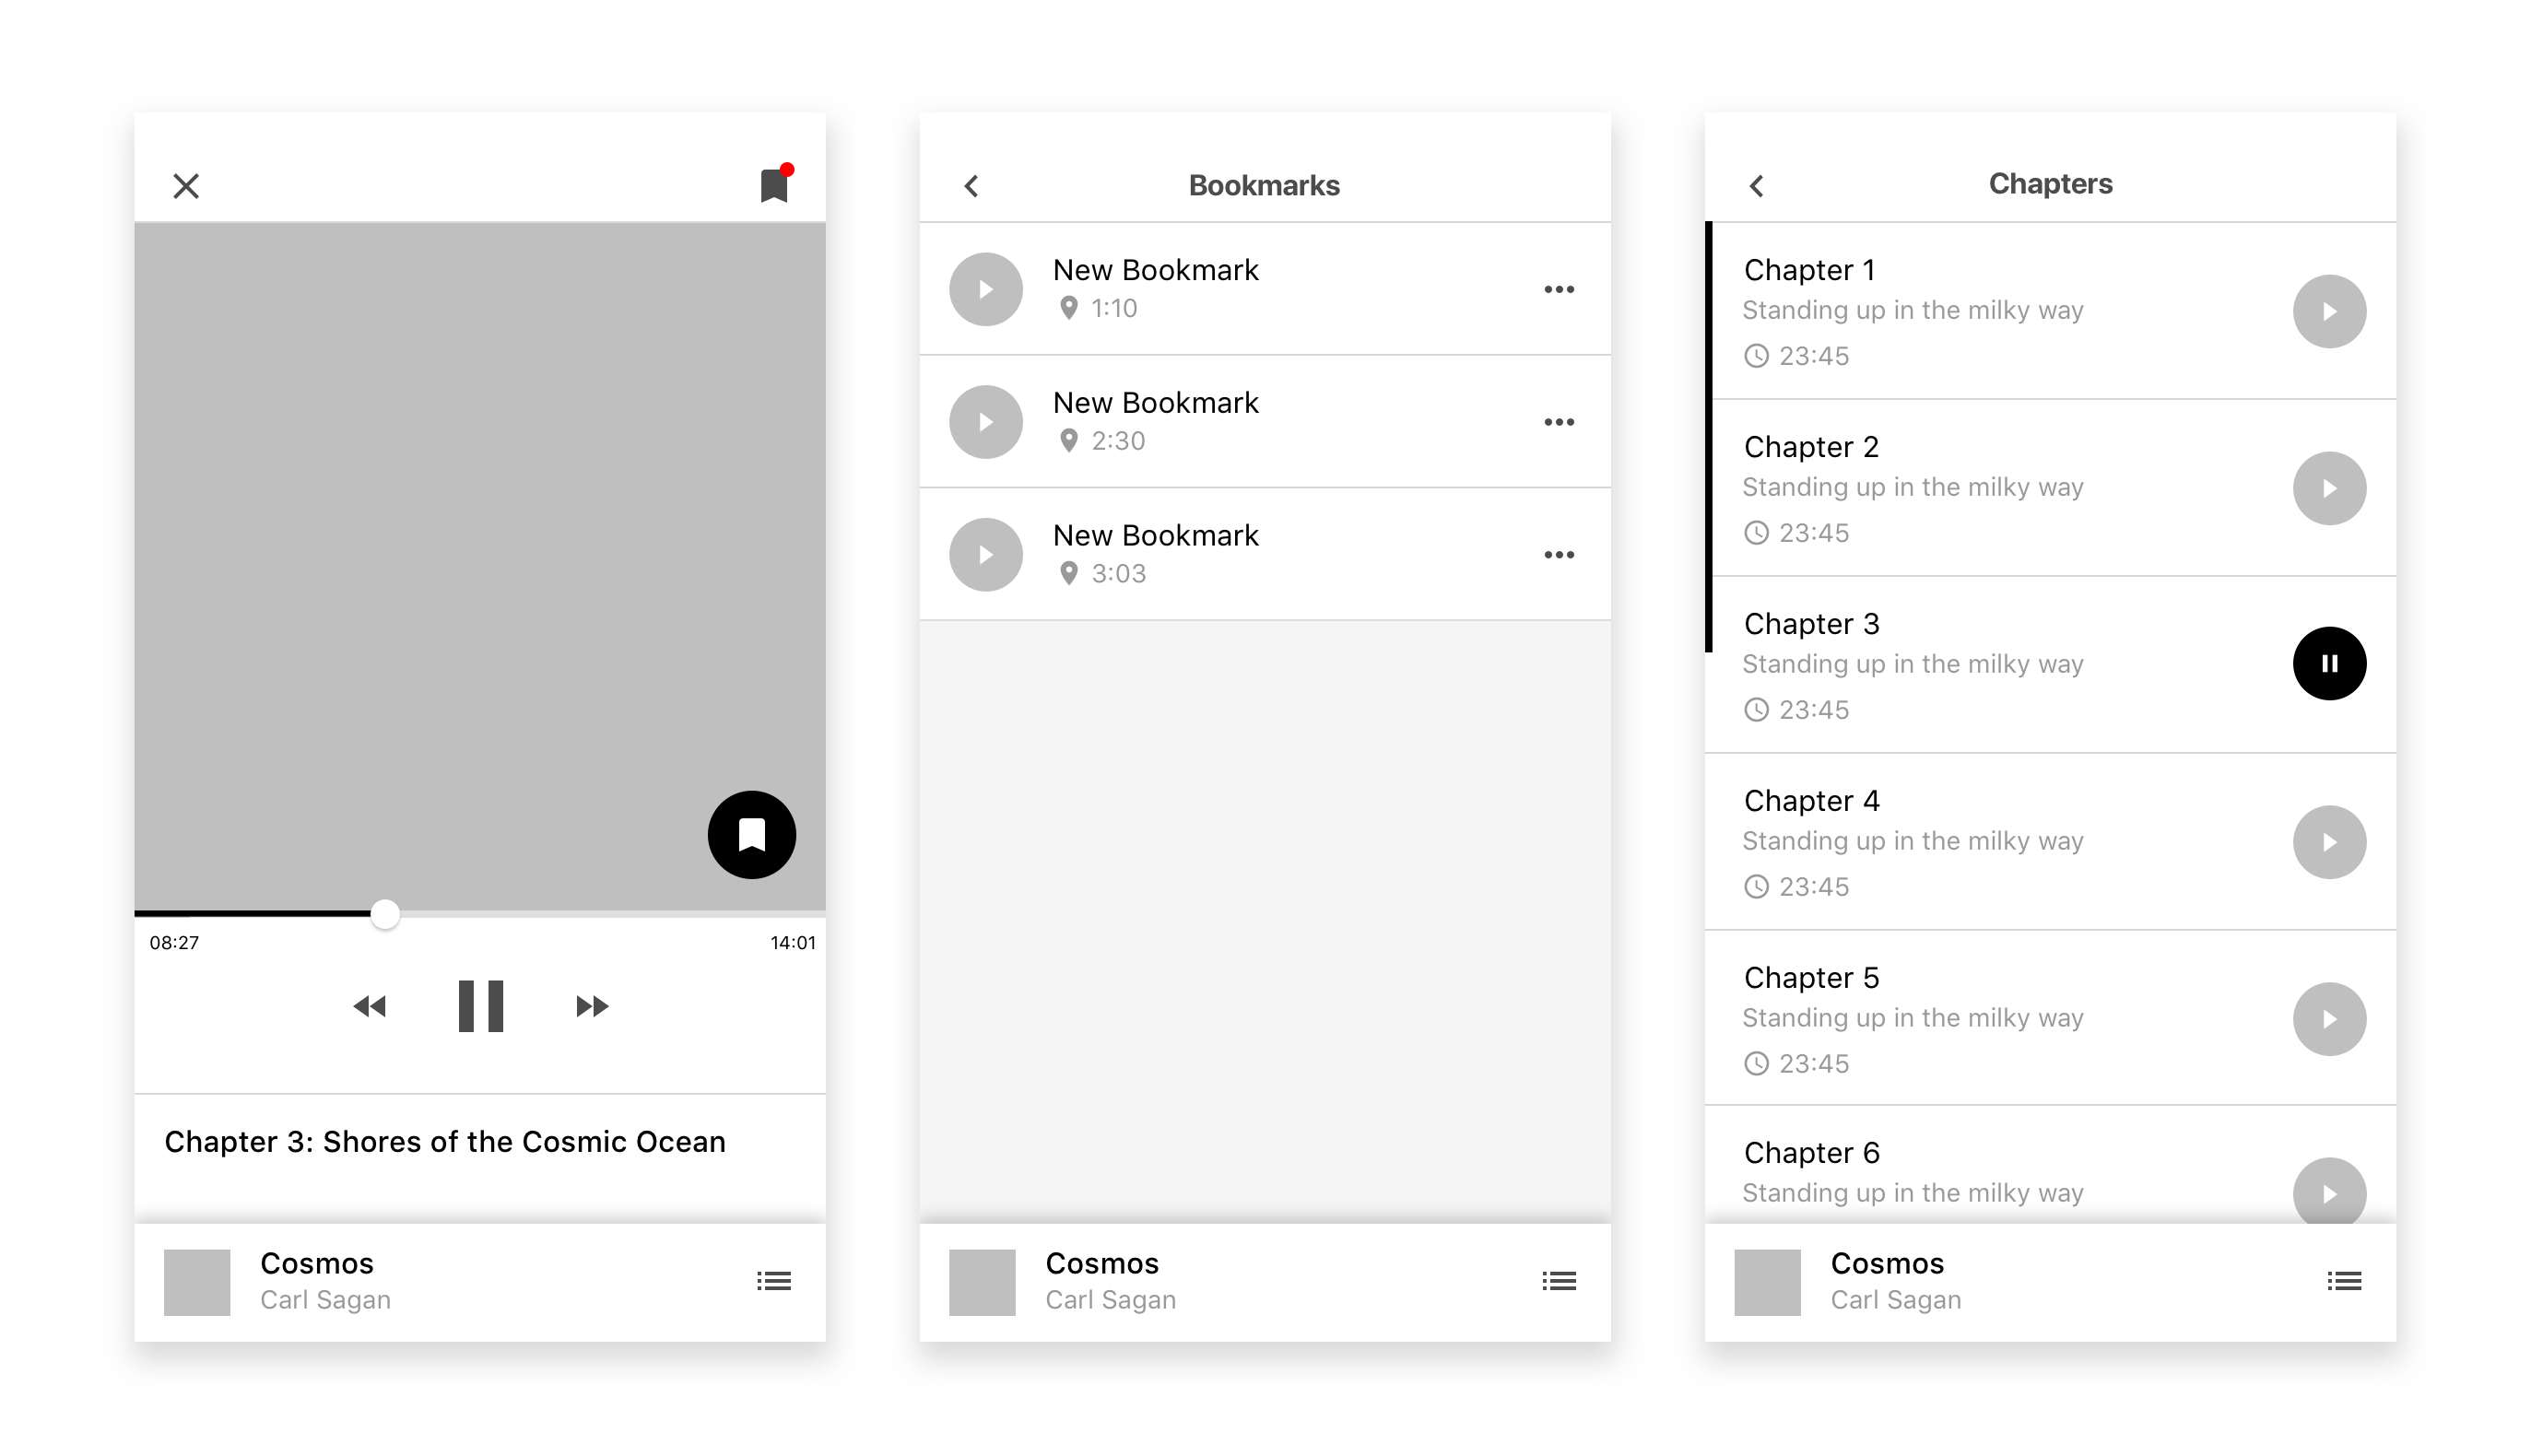 08:27
14:01
Chapter 3: Shores of the Cosmic Ocean
Cosmos
Carl Sagan
Bookmarks
New Bookmark
1:10
New Bookmark
2:30
New Bookmark
3:03
Cosmos
Carl Sagan
Chapters
Chapter 1
Standing up in the milky way
23:45
Chapter 2
Standing up in the milky way
23:45
Chapter 3
Standing up in the milky way
23:45
Chapter 4
Standing up in the milky way
23:45
Chapter 5
Standing up in the milky way
23:45
Chapter 6
Standing up in the milky way
Cosmos
Carl Sagan